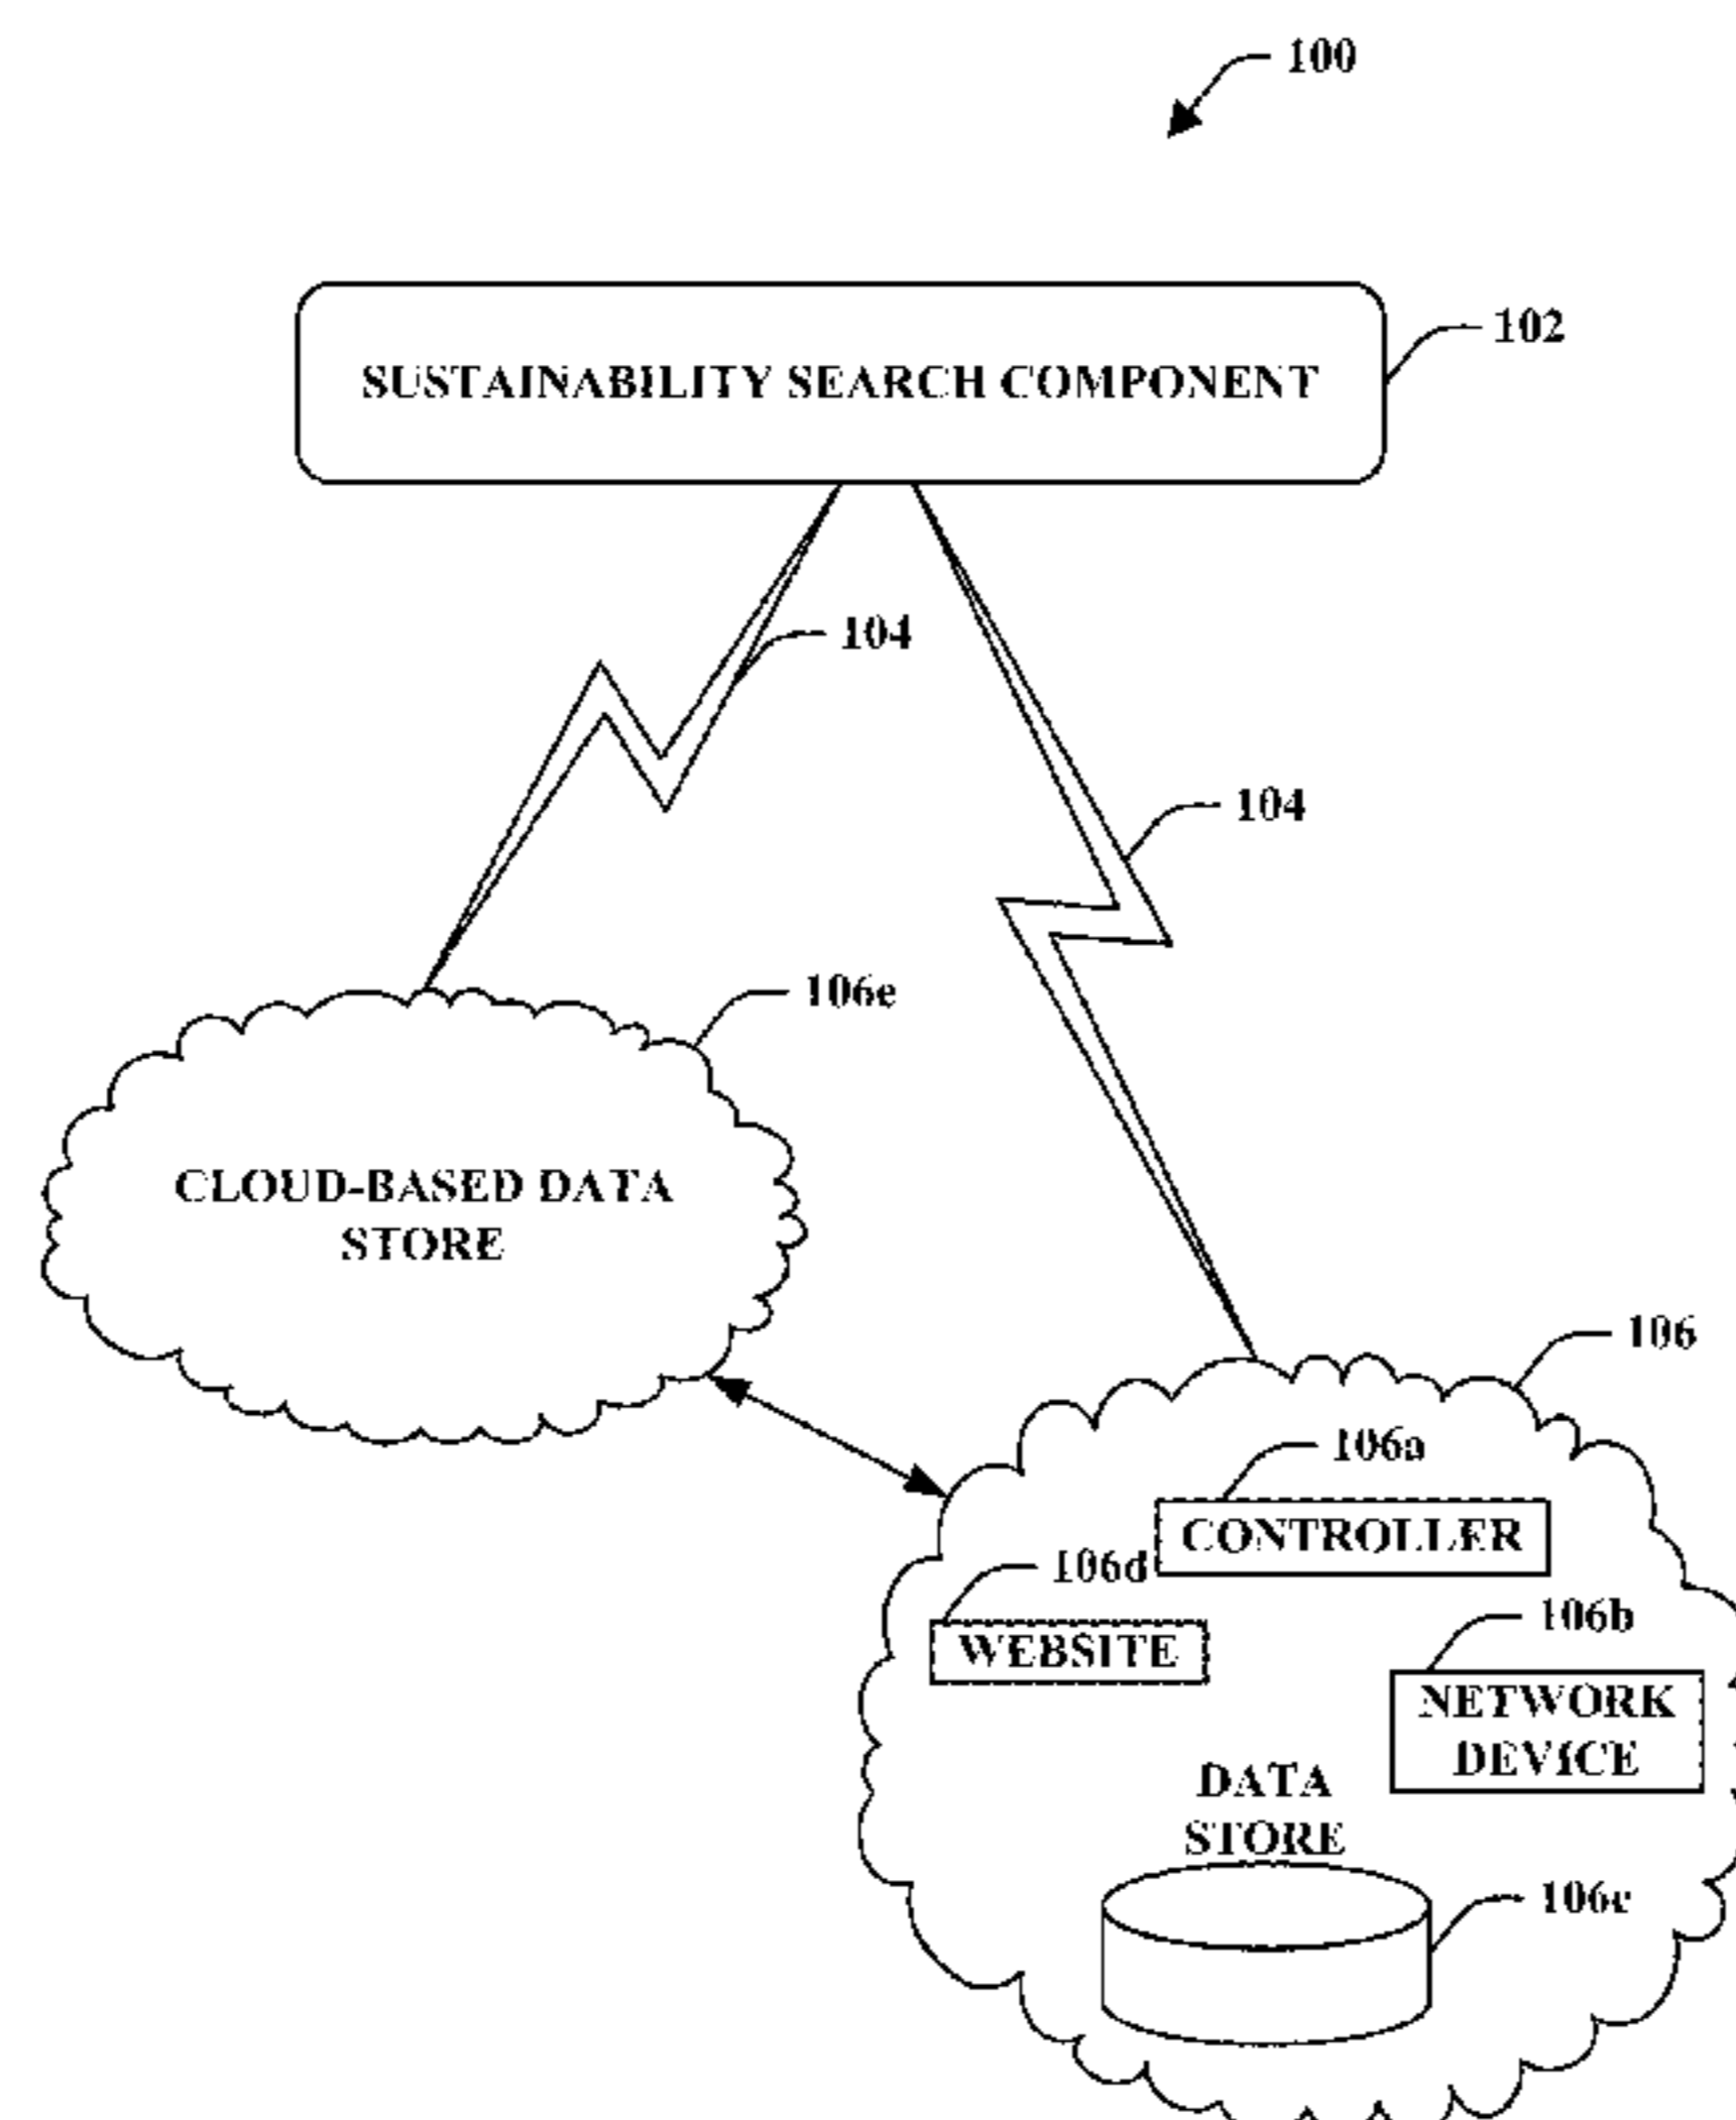 100
102
SUSTAINABILITY SEARCH COMPONENT
104
104
106e
CLOUD-BASED DATA
STORE
106
106a
CONTROLLER
106d
WEBSITE
106b
NETWORK
DEVICE
DATA
STORE
106c